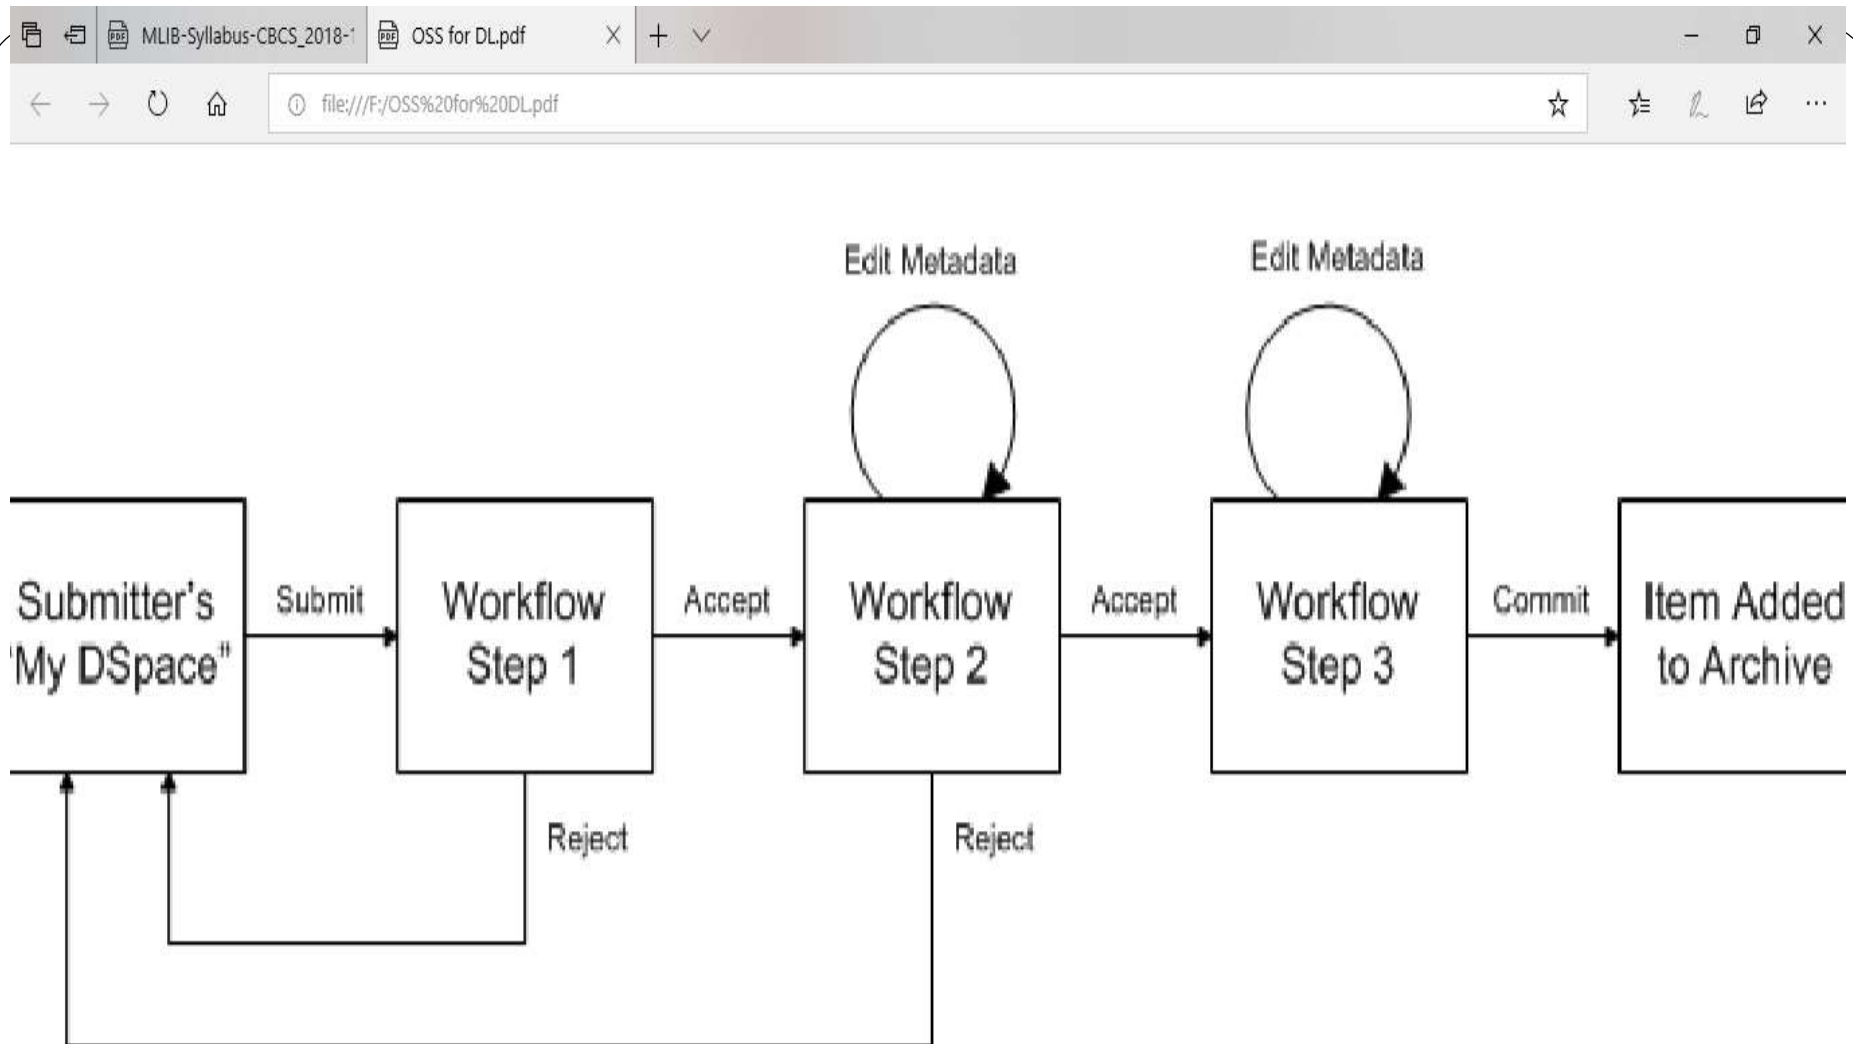 MLIB-Syllabus-CBCS_2018-1
OSS for DL.pdf
file:///F:/OSS%20for%20DL.pdf
Edit Metadata
Edit Metadata
Submitter's
"My DSpace"
Submit
Workflow
Step 1
Accept
Workflow
Step 2
Accept
Workflow
Step 3
Commit
Item Added
to Archive
Reject
Reject